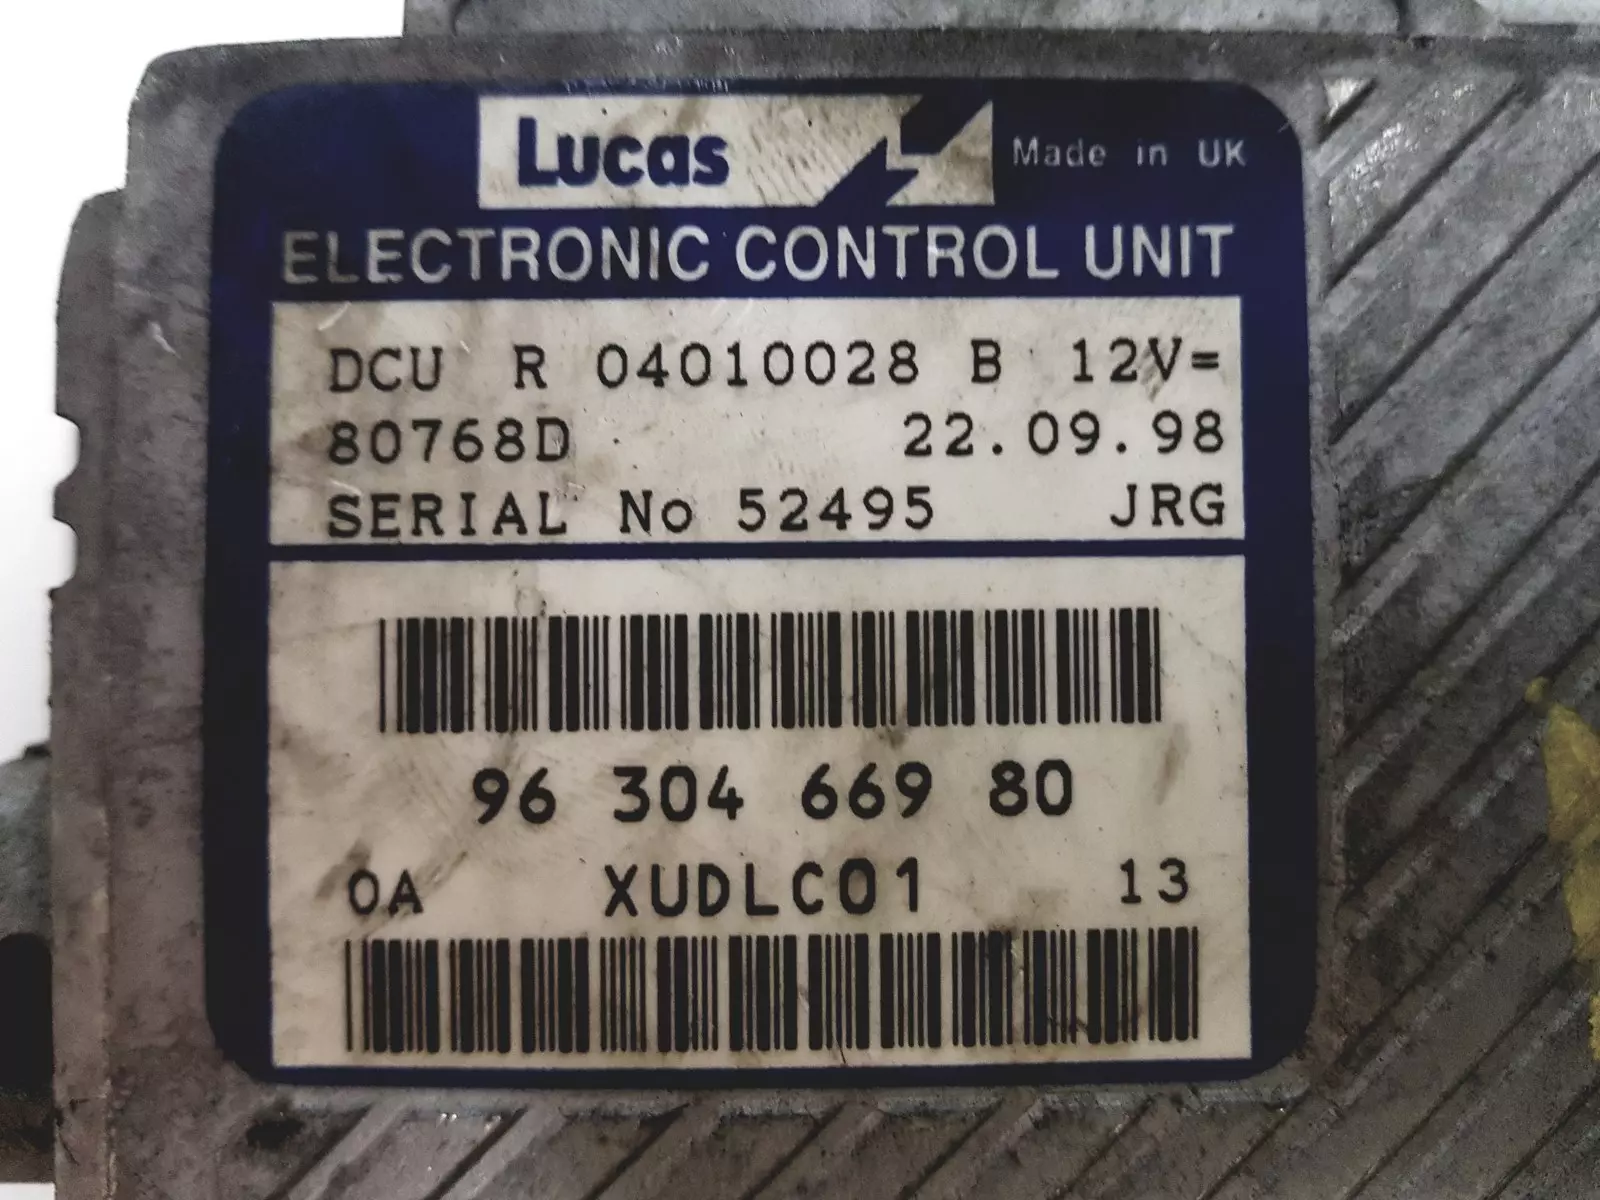 Lucas Made in UK
ELECTRONIC CONTROL UNIT
DCU R 04010028 B 12V=
80768D 22.09.98
SERIAL No 52495 JRG
96 304 669 80
0A XUDLC01 13